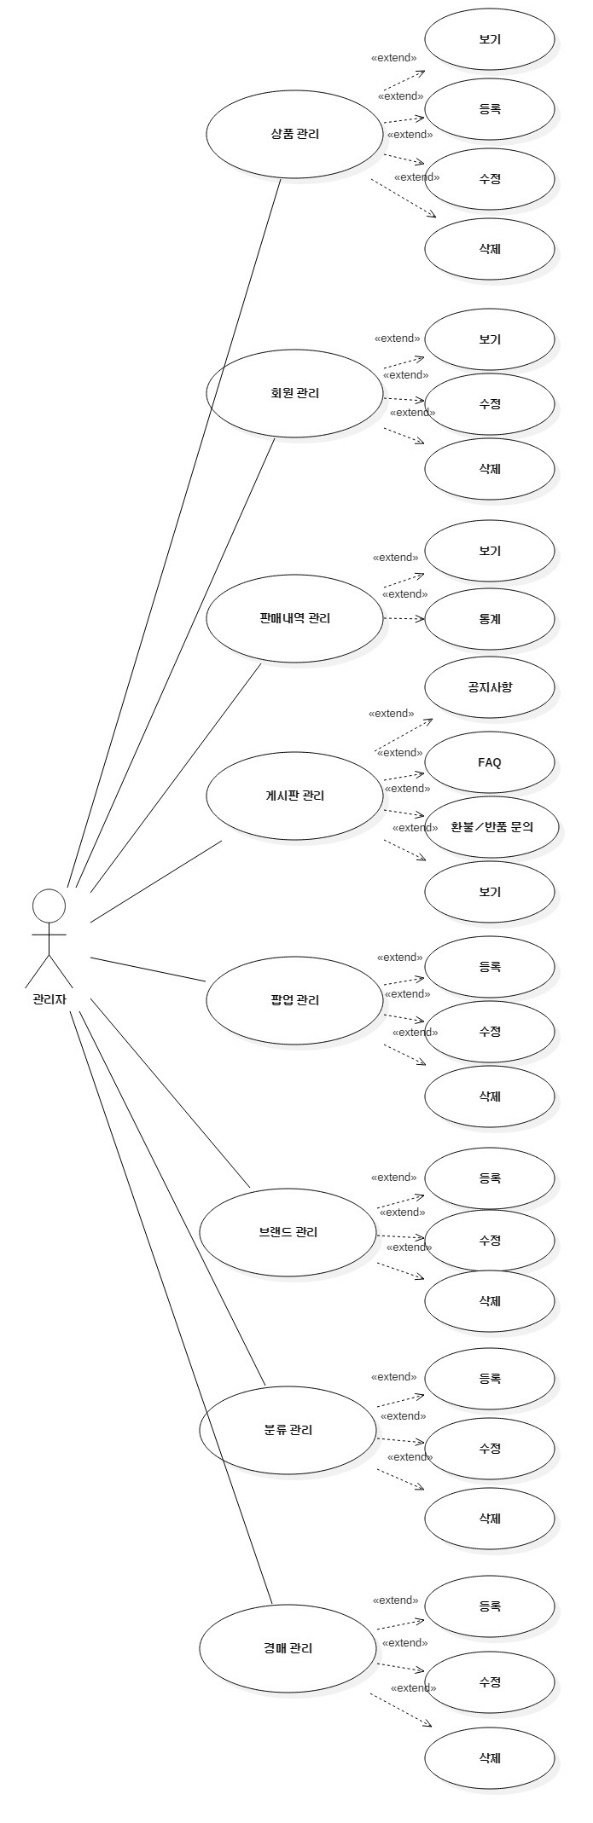 보기
«extend»
«extend»
등록
상품 관리
«extend»
«extend»
수정
삭제
보기
«extend»
«extend»
회원 관리
수정
«extend»
삭제
보기
«extend»
«extend»
판매내역 관리
통계
공지사항
«extend»
«extend»
FAQ
게시판 관리
«extend»
«extend»
환불／반품 문의
보기
관리자
«extend»
등록
«extend»
팝업 관리
수정
«extend»
삭제
«extend»
등록
«extend»
브랜드 관리
수정
«extend»
삭제
«extend»
등록
«extend»
분류 관리
수정
«extend»
삭제
«extend»
등록
«extend»
경매 관리
수정
«extend»
삭제